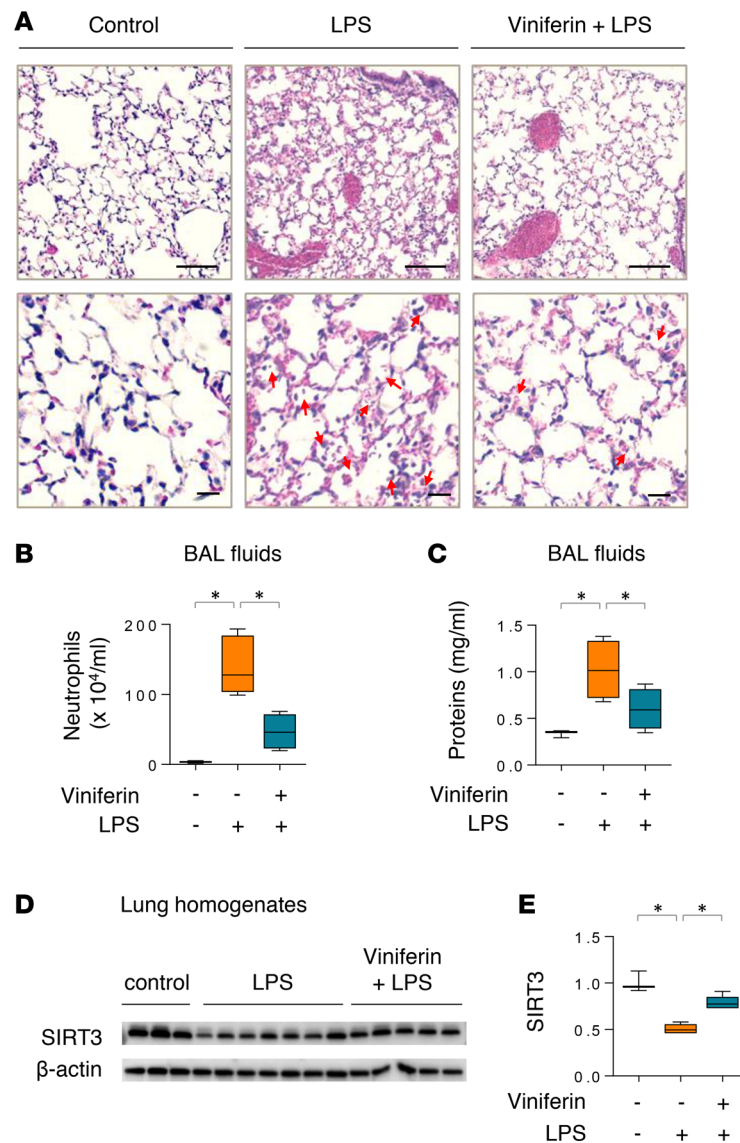 A
Control LPS Viniferin + LPS
B
BAL fluids
* *
Neutrophils
(x 10⁴/ml)
200
100
0
Viniferin - - +
LPS - + +
C
BAL fluids
* *
Proteins (mg/ml)
1.5
1.0
0.5
0.0
Viniferin - - +
LPS - + +
D
Lung homogenates
control LPS Viniferin
+ LPS
SIRT3
β-actin
E
* *
SIRT3
1.5
1.0
0.5
0.0
Viniferin - - +
LPS - + +